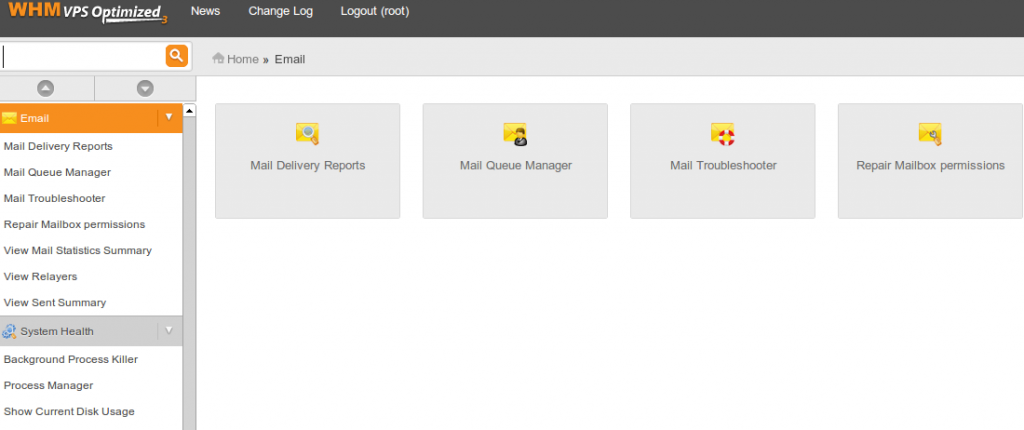 WHM VPS Optimized 3 News Change Log Logout (root)
Home » Email
Email
Mail Delivery Reports
Mail Queue Manager
Mail Troubleshooter
Repair Mailbox permissions
View Mail Statistics Summary
View Relayers
View Sent Summary
System Health
Background Process Killer
Process Manager
Show Current Disk Usage
Mail Delivery Reports
Mail Queue Manager
Mail Troubleshooter
Repair Mailbox permissions